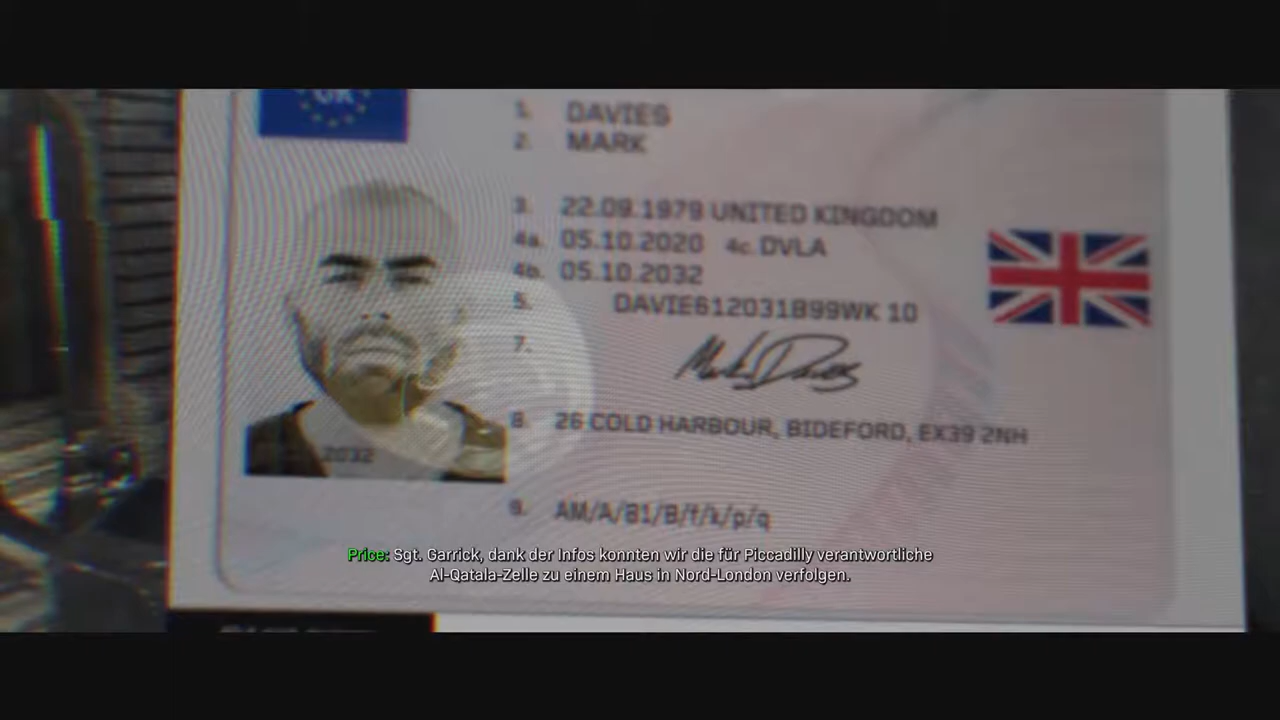 UK
1. DAVIES
2. MARK
3. 22.09.1979 UNITED KINGDOM
4a. 05.10.2020 4c. DVLA
4b. 05.10.2032
5. DAVIE612031B99WK 10
7. Mark Davies
8. 26 COLD HARBOUR, BIDEFORD, EX39 2NH
2032
9. AM/A/B1/B/f/k/p/q
Price: Sgt. Garrick, dank der Infos konnten wir die für Piccadilly verantwortliche
Al-Qatala-Zelle zu einem Haus in Nord-London verfolgen.